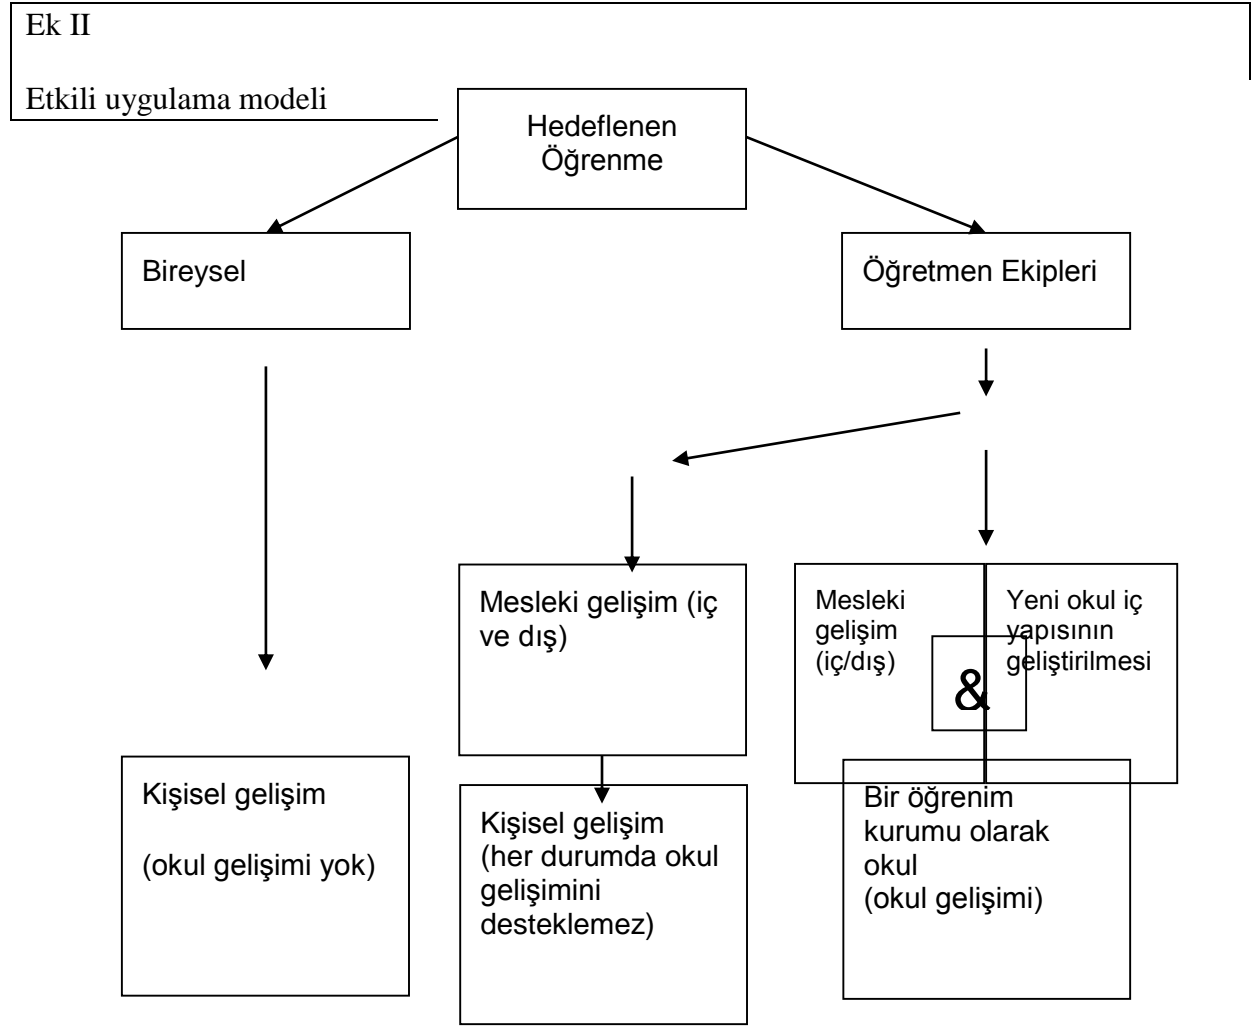 Ek II
Etkili uygulama modeli
Hedeflenen
Öğrenme
Bireysel
Öğretmen Ekipleri
Mesleki gelişim (iç
ve dış)
Mesleki
gelişim
(iç/dış)
&
Yeni okul iç
yapısının
geliştirilmesi
Kişisel gelişim
(okul gelişimi yok)
Kişisel gelişim
(her durumda okul
gelişimini
desteklemez)
Bir öğrenim
kurumu olarak
okul
(okul gelişimi)